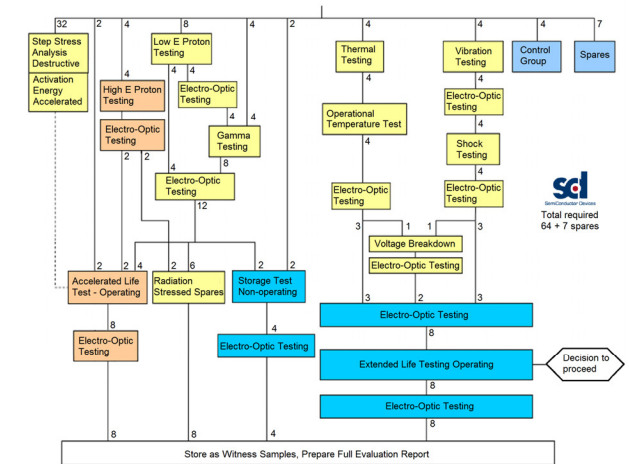 32
2
4
8
4
2
4
4
4
7
Step Stress
Analysis
Destructive
Activation
Energy
Accelerated
Low E Proton
Testing
Thermal
Testing
Vibration
Testing
Control
Group
Spares
4
4
4
4
4
High E Proton
Testing
Electro-Optic
Testing
Electro-Optic
Testing
4
4
4
Electro-Optic
Testing
Gamma
Testing
Operational
Temperature Test
Shock
Testing
2
2
4
8
4
4
Electro-Optic
Testing
Electro-Optic
Testing
Electro-Optic
Testing
12
3
1
1
3
scd
SemiConductor Devices
Total required
64 + 7 spares
Voltage Breakdown
Electro-Optic Testing
2
2
4
2
6
2
2
Accelerated Life
Test - Operating
Radiation
Stressed Spares
Storage Test
Non-operating
3
2
3
Electro-Optic Testing
8
4
8
Electro-Optic
Testing
Electro-Optic Testing
Extended Life Testing Operating
Decision to
proceed
8
Electro-Optic Testing
8
8
4
8
Store as Witness Samples, Prepare Full Evaluation Report